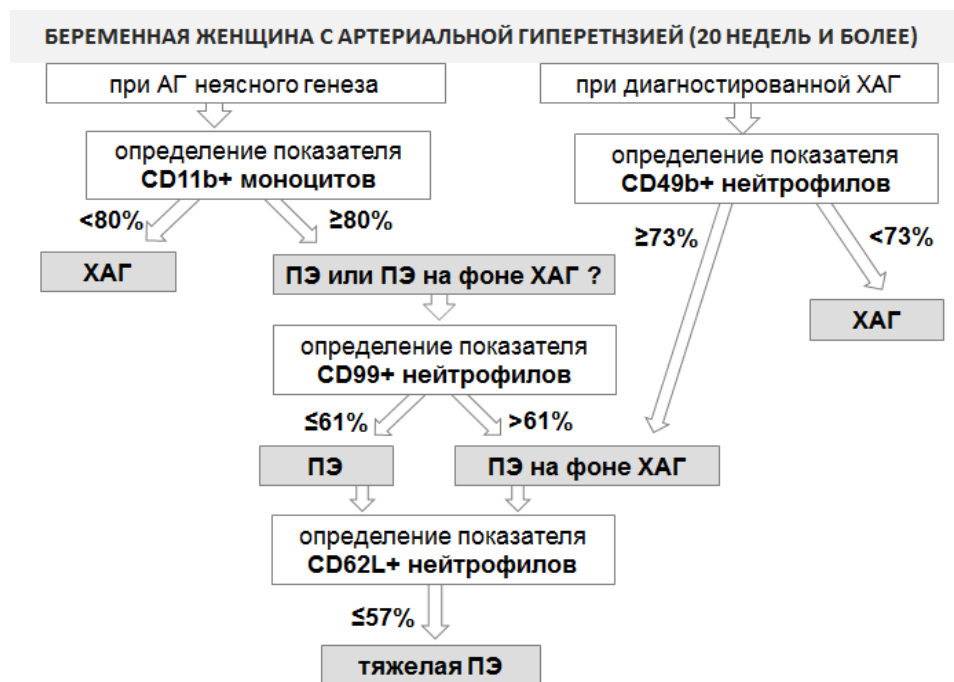 БЕРЕМЕННАЯ ЖЕНЩИНА С АРТЕРИАЛЬНОЙ ГИПЕРЕТНЗИЕЙ (20 НЕДЕЛЬ И БОЛЕЕ)
при АГ неясного генеза
при диагностированной ХАГ
определение показателя
CD11b+ моноцитов
определение показателя
CD49b+ нейтрофилов
<80%
≥80%
≥73%
<73%
ХАГ
ПЭ или ПЭ на фоне ХАГ ?
ХАГ
определение показателя
CD99+ нейтрофилов
≤61%
>61%
ПЭ
ПЭ на фоне ХАГ
определение показателя
CD62L+ нейтрофилов
≤57%
тяжелая ПЭ